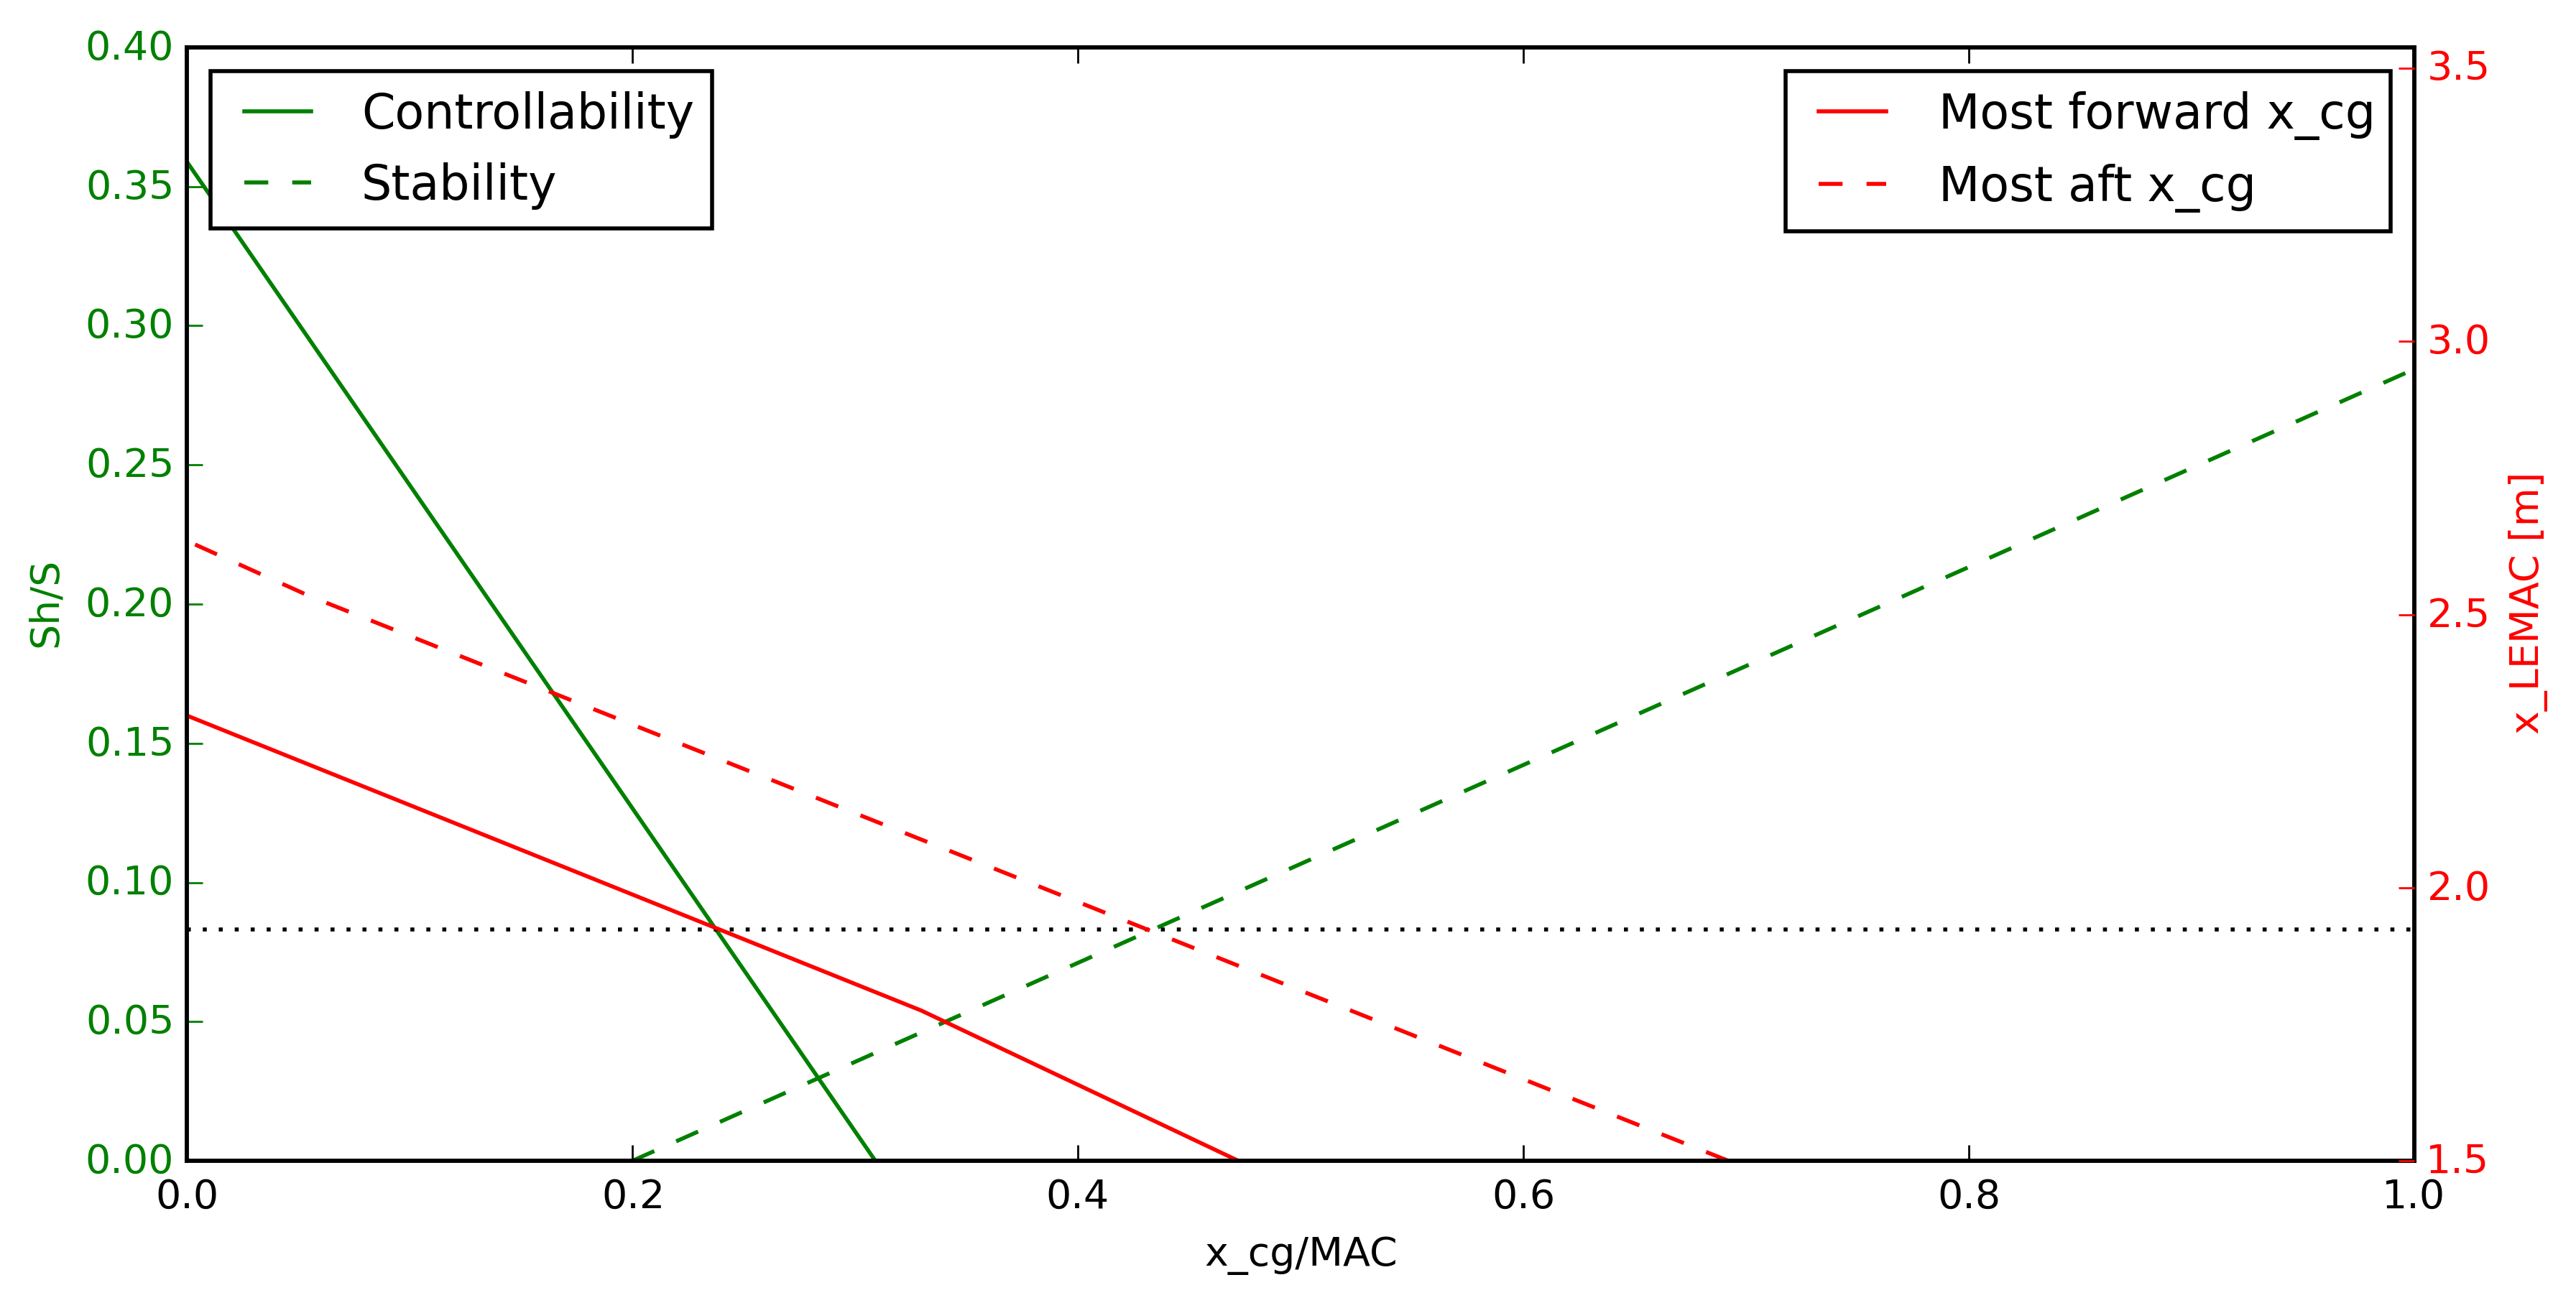 0.40
0.35
0.30
0.25
0.20
0.15
0.10
0.05
0.00
Sh/S
Controllability
Stability
Most forward x_cg
Most aft x_cg
3.5
3.0
2.5
2.0
1.5
x_LEMAC [m]
0.0 0.2 0.4 0.6 0.8 1.0
x_cg/MAC